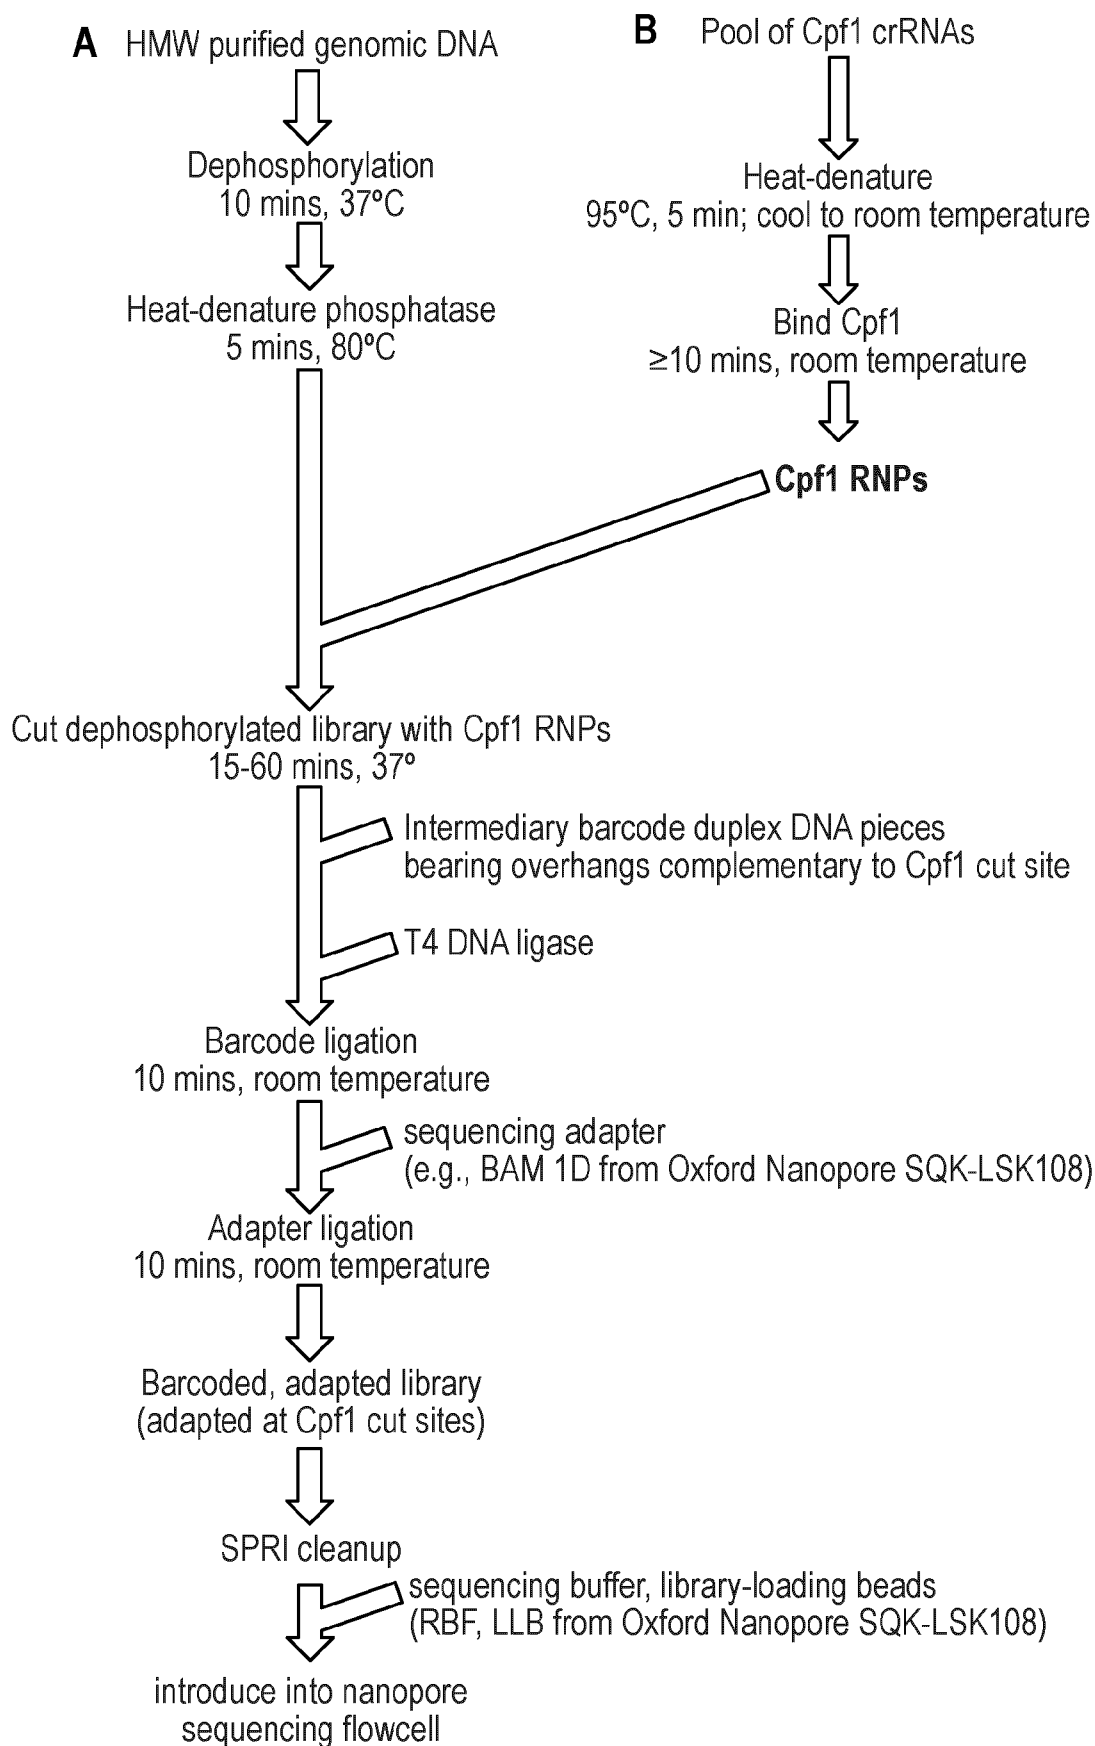 A HMW purified genomic DNA
Dephosphorylation
10 mins, 37ºC
Heat-denature phosphatase
5 mins, 80ºC
B Pool of Cpf1 crRNAs
Heat-denature
95ºC, 5 min; cool to room temperature
Bind Cpf1
≥10 mins, room temperature
Cpf1 RNPs
Cut dephosphorylated library with Cpf1 RNPs
15-60 mins, 37º
Intermediary barcode duplex DNA pieces
bearing overhangs complementary to Cpf1 cut site
T4 DNA ligase
Barcode ligation
10 mins, room temperature
sequencing adapter
(e.g., BAM 1D from Oxford Nanopore SQK-LSK108)
Adapter ligation
10 mins, room temperature
Barcoded, adapted library
(adapted at Cpf1 cut sites)
SPRI cleanup
sequencing buffer, library-loading beads
(RBF, LLB from Oxford Nanopore SQK-LSK108)
introduce into nanopore
sequencing flowcell